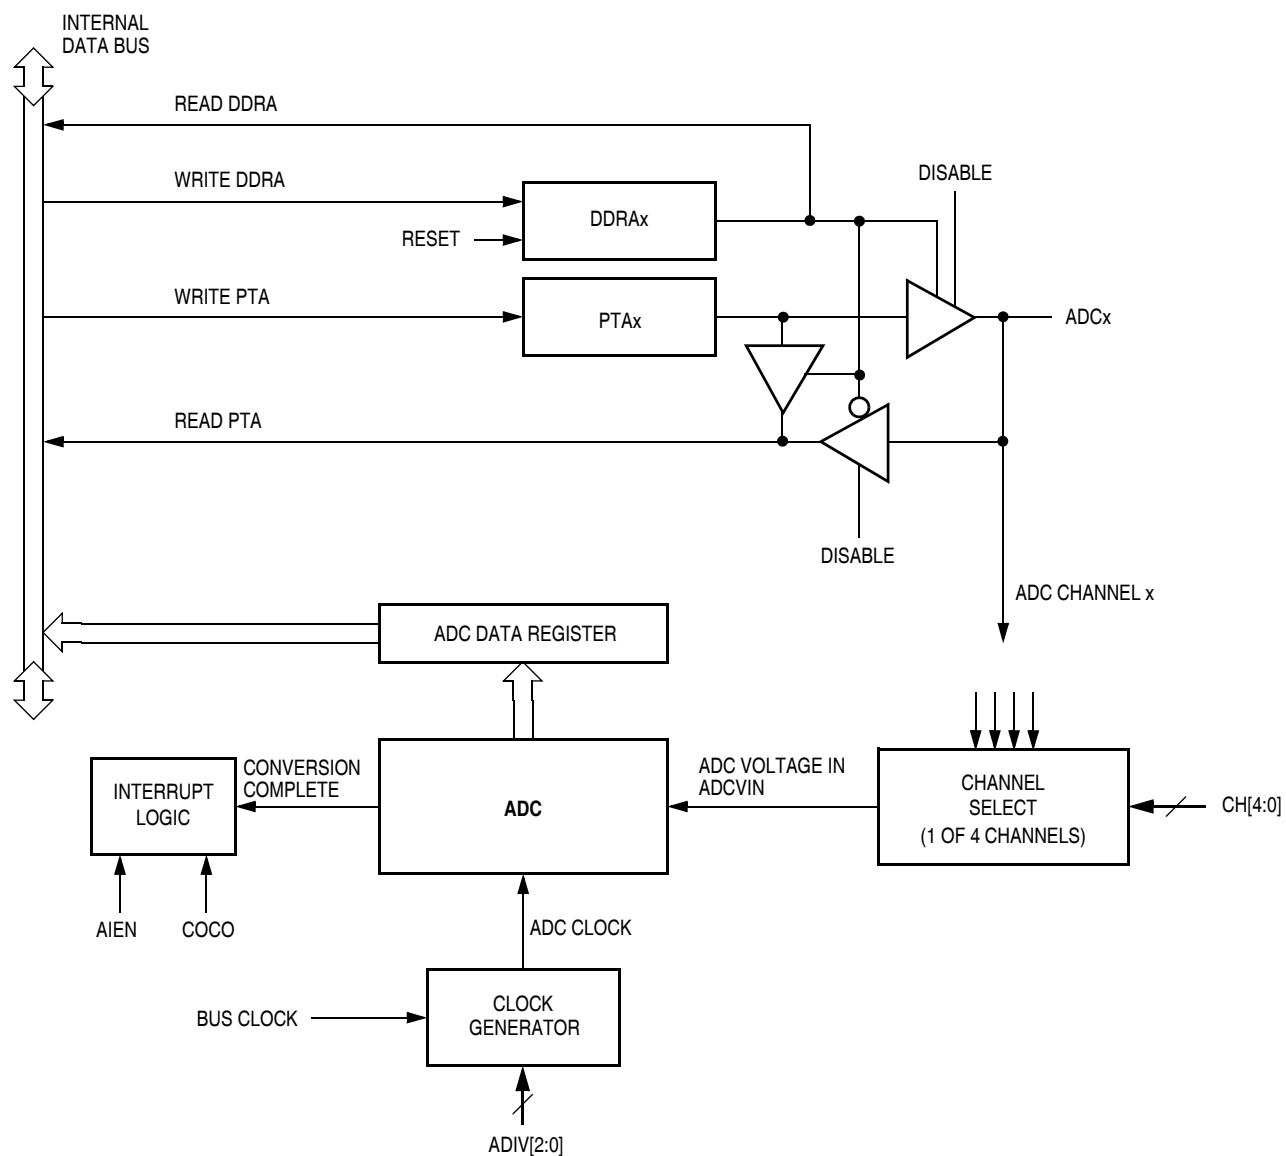 INTERNAL
DATA BUS
READ DDRA
WRITE DDRA
DISABLE
DDRAx
RESET
WRITE PTA
PTAx
ADCx
READ PTA
DISABLE
ADC CHANNEL x
ADC DATA REGISTER
INTERRUPT
LOGIC
CONVERSION
COMPLETE
ADC
ADC VOLTAGE IN
ADCVIN
CHANNEL
SELECT
(1 OF 4 CHANNELS)
CH[4:0]
AIEN
COCO
ADC CLOCK
BUS CLOCK
CLOCK
GENERATOR
ADIV[2:0]